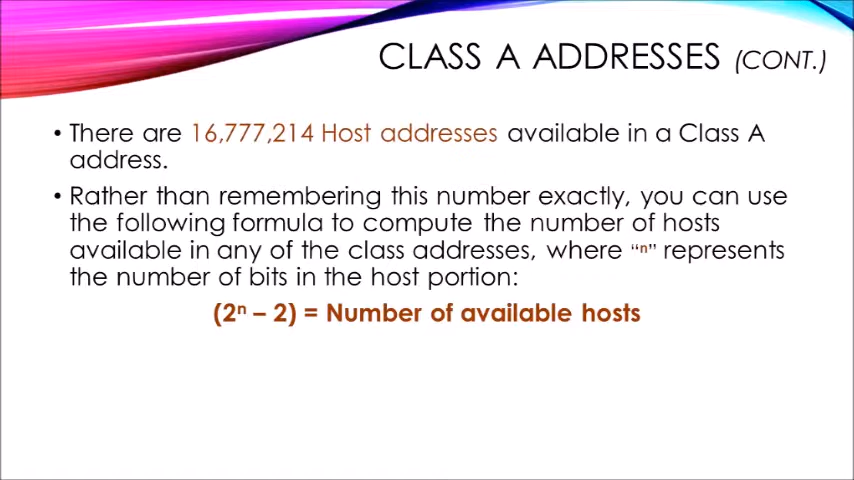 CLASS A ADDRESSES (CONT.)
• There are 16,777,214 Host addresses available in a Class A
address.
• Rather than remembering this number exactly, you can use
the following formula to compute the number of hosts
available in any of the class addresses, where “n” represents
the number of bits in the host portion:
(2ⁿ – 2) = Number of available hosts